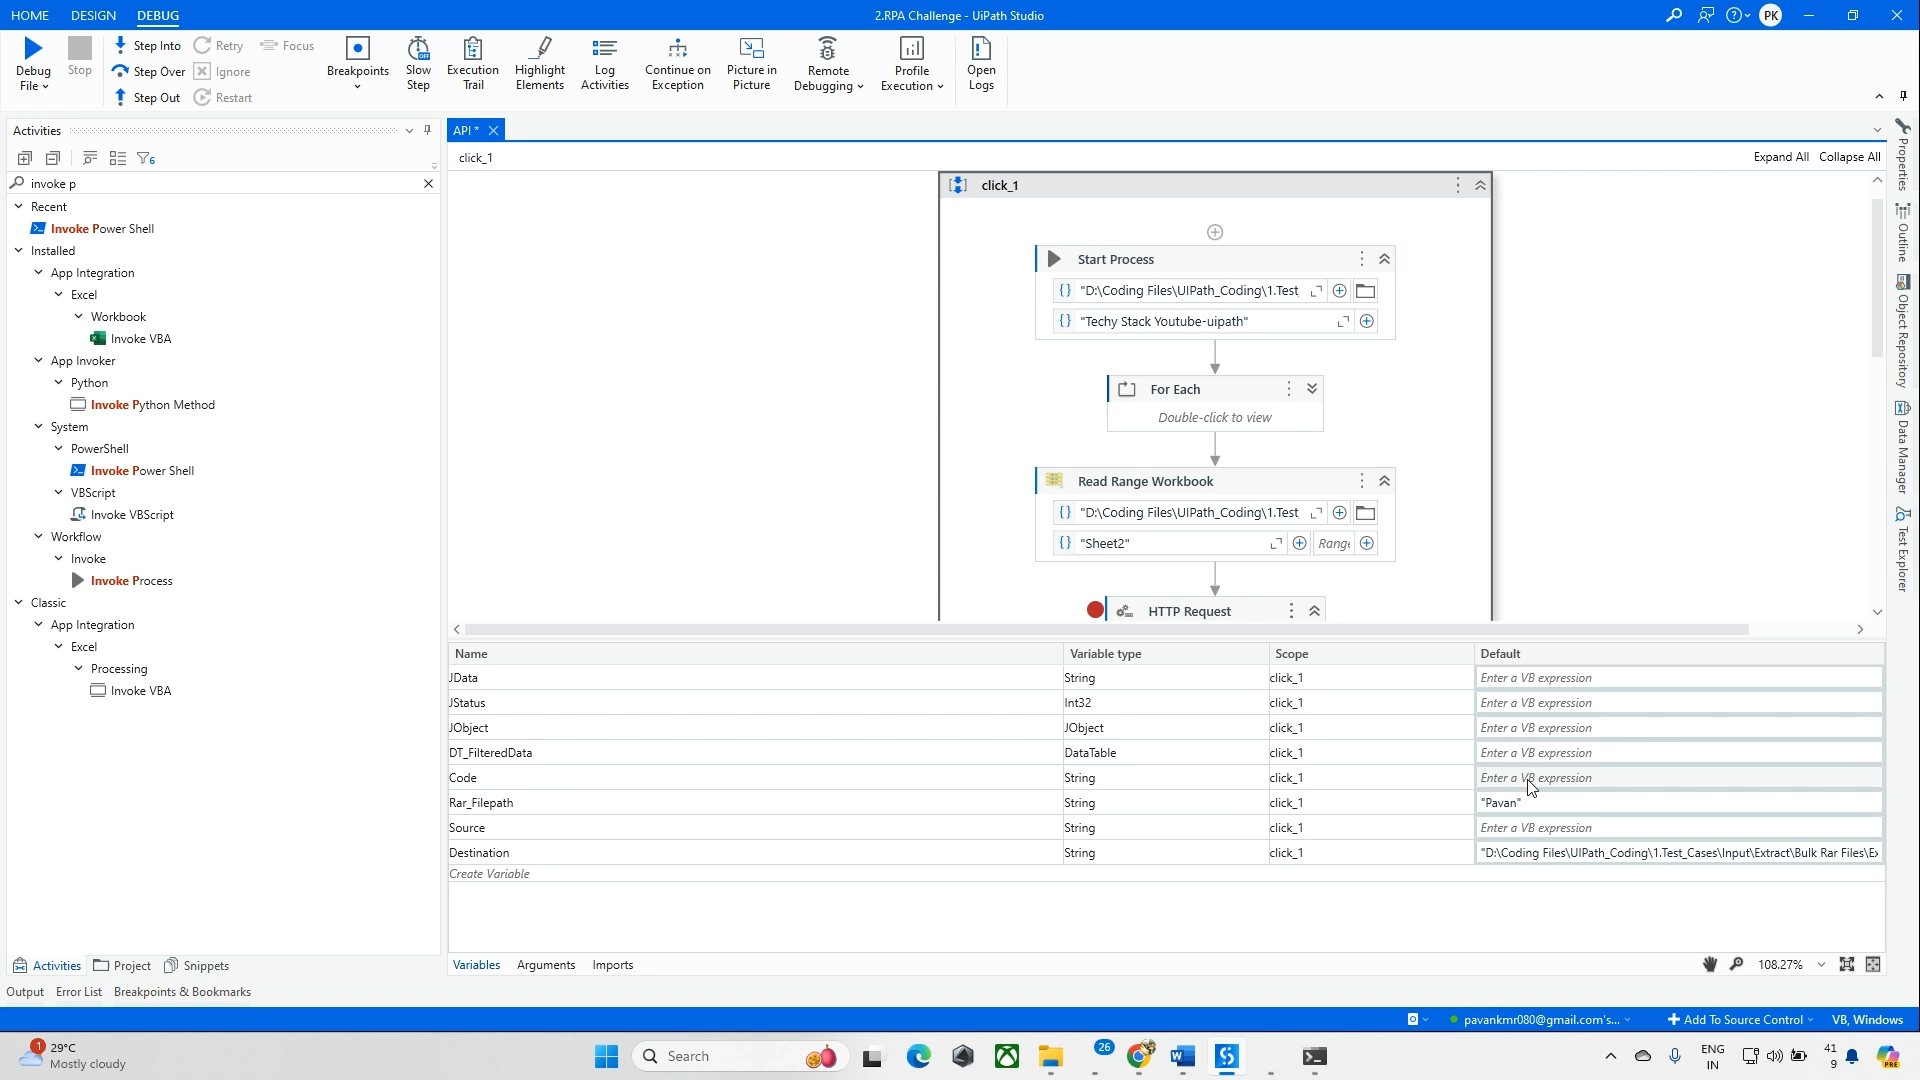 HOME DESIGN DEBUG 2.RPA Challenge - UiPath Studio PK
Debug File Stop Step Into Step Over Step Out Retry Ignore Restart Focus
Breakpoints Slow Step Execution Trail Highlight Elements Log Activities Continue on Exception Picture in Picture Remote Debugging Profile Execution Open Logs
Activities
API *
6
click_1 Expand All Collapse All
invoke p
Recent
Invoke Power Shell
Installed
App Integration
Excel
Workbook
Invoke VBA
App Invoker
Python
Invoke Python Method
System
PowerShell
Invoke Power Shell
VBScript
Invoke VBScript
Workflow
Invoke
Invoke Process
Classic
App Integration
Excel
Processing
Invoke VBA
click_1
Start Process
"D:\Coding Files\UIPath_Coding\1.Test
"Techy Stack Youtube-uipath"
For Each
Double-click to view
Read Range Workbook
"D:\Coding Files\UIPath_Coding\1.Test
"Sheet2" Range
HTTP Request
Name Variable type Scope Default
JData String click_1 Enter a VB expression
JStatus Int32 click_1 Enter a VB expression
JObject JObject click_1 Enter a VB expression
DT_FilteredData DataTable click_1 Enter a VB expression
Code String click_1 Enter a VB expression
Rar_Filepath String click_1 "Pavan"
Source String click_1 Enter a VB expression
Destination String click_1 "D:\Coding Files\UIPath_Coding\1.Test_Cases\Input\Extract\Bulk Rar Files\Ex
Create Variable
Properties
Outline
Object Repository
Data Manager
Test Explorer
Activities Project Snippets
Variables Arguments Imports 108.27%
Output Error List Breakpoints & Bookmarks
pavankmr080@gmail.com's... Add To Source Control VB, Windows
1 29°C
Mostly cloudy
Search
26
ENG
IN
41
9
PRE